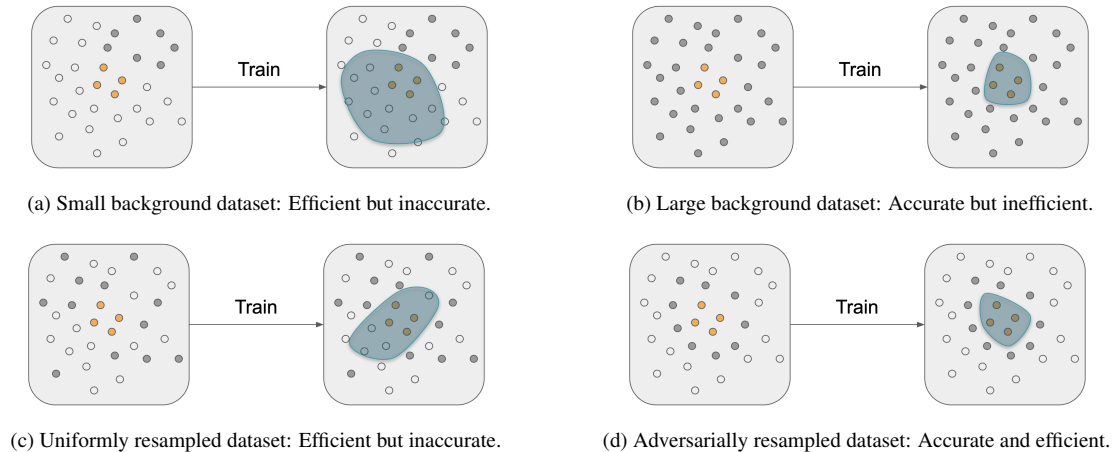 Train
Train
(a) Small background dataset: Efficient but inaccurate.
(b) Large background dataset: Accurate but inefficient.
Train
Train
(c) Uniformly resampled dataset: Efficient but inaccurate.
(d) Adversarially resampled dataset: Accurate and efficient.